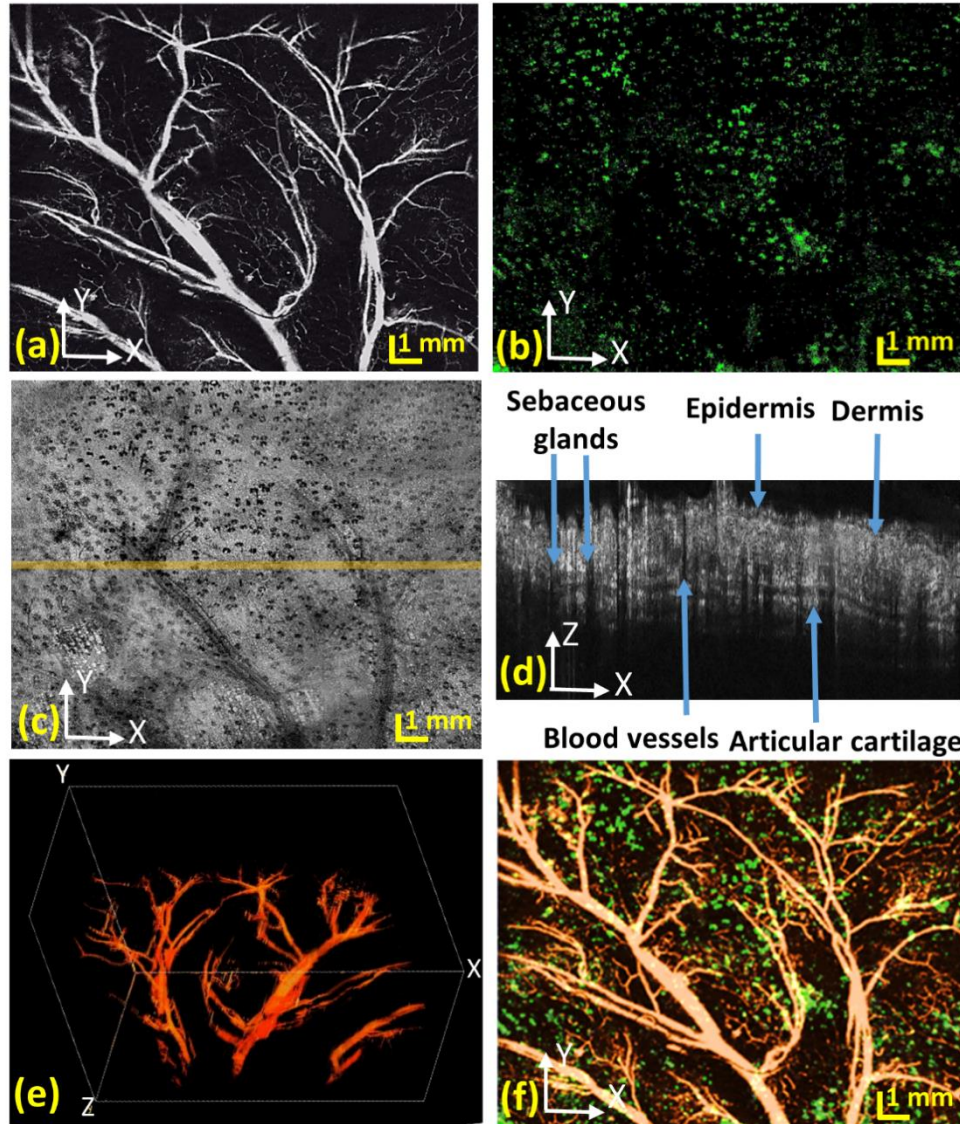 Y
X
(a)
1 mm
Y
X
(b)
1 mm
Y
X
(c)
1 mm
Sebaceous
glands
Epidermis
Dermis
Z
X
(d)
Blood vessels
Articular cartilage
Y
X
Z
(e)
Y
X
(f)
1 mm